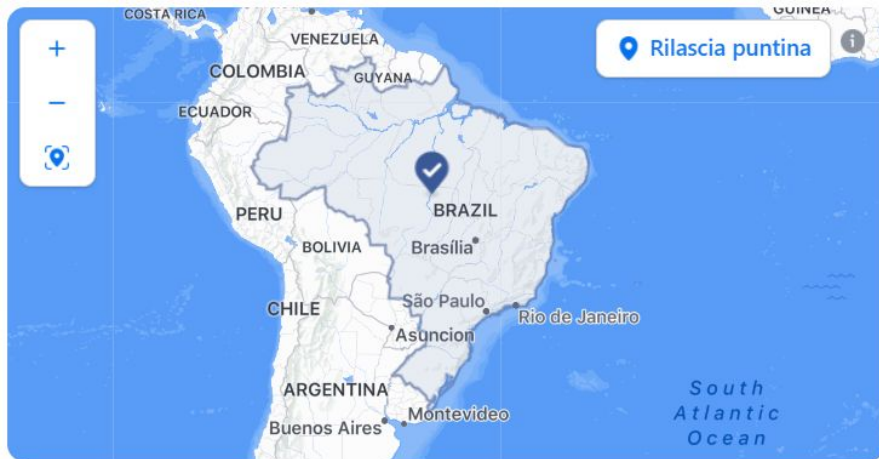 COSTA RICA
GUINEA
VENEZUELA
Rilascia puntina
COLOMBIA
GUYANA
ECUADOR
PERU
BRAZIL
BOLIVIA
Brasília
CHILE
São Paulo
Rio de Janeiro
Asuncion
ARGENTINA
South
Atlantic
Ocean
Montevideo
Buenos Aires